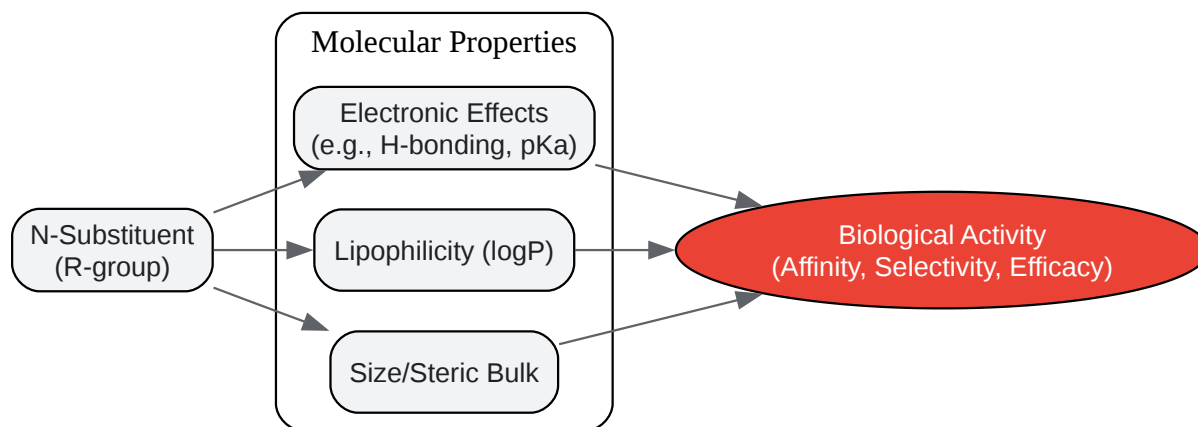 Molecular Properties
Electronic Effects
(e.g., H-bonding, pKa)
N-Substituent
(R-group)
Lipophilicity (logP)
Biological Activity
(Affinity, Selectivity, Efficacy)
Size/Steric Bulk